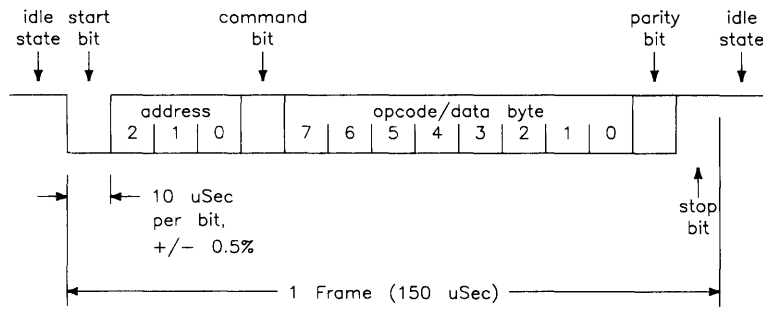 idle state
start bit
command bit
parity bit
idle state
address
opcode/data byte
2 1 0
7 6 5 4 3 2 1 0
10 uSec
per bit,
+/- 0.5%
stop bit
1 Frame (150 uSec)